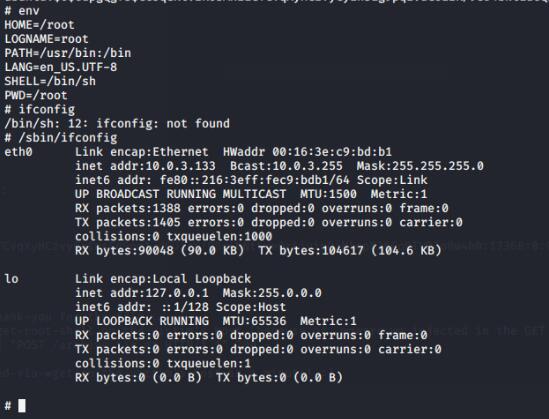 # env
HOME=/root
LOGNAME=root
PATH=/usr/bin:/bin
LANG=en_US.UTF-8
SHELL=/bin/sh
PWD=/root
# ifconfig
/bin/sh: 12: ifconfig: not found
# /sbin/ifconfig
eth0 Link encap:Ethernet HWaddr 00:16:3e:c9:bd:b1
inet addr:10.0.3.133 Bcast:10.0.3.255 Mask:255.255.255.0
inet6 addr: fe80::216:3eff:fec9:bdb1/64 Scope:Link
UP BROADCAST RUNNING MULTICAST MTU:1500 Metric:1
RX packets:1388 errors:0 dropped:0 overruns:0 frame:0
TX packets:1405 errors:0 dropped:0 overruns:0 carrier:0
collisions:0 txqueuelen:1000
RX bytes:90048 (90.0 KB) TX bytes:104617 (104.6 KB)
lo Link encap:Local Loopback
inet addr:127.0.0.1 Mask:255.0.0.0
inet6 addr: ::1/128 Scope:Host
UP LOOPBACK RUNNING MTU:65536 Metric:1
RX packets:0 errors:0 dropped:0 overruns:0 frame:0
TX packets:0 errors:0 dropped:0 overruns:0 carrier:0
collisions:0 txqueuelen:1
RX bytes:0 (0.0 B) TX bytes:0 (0.0 B)
#